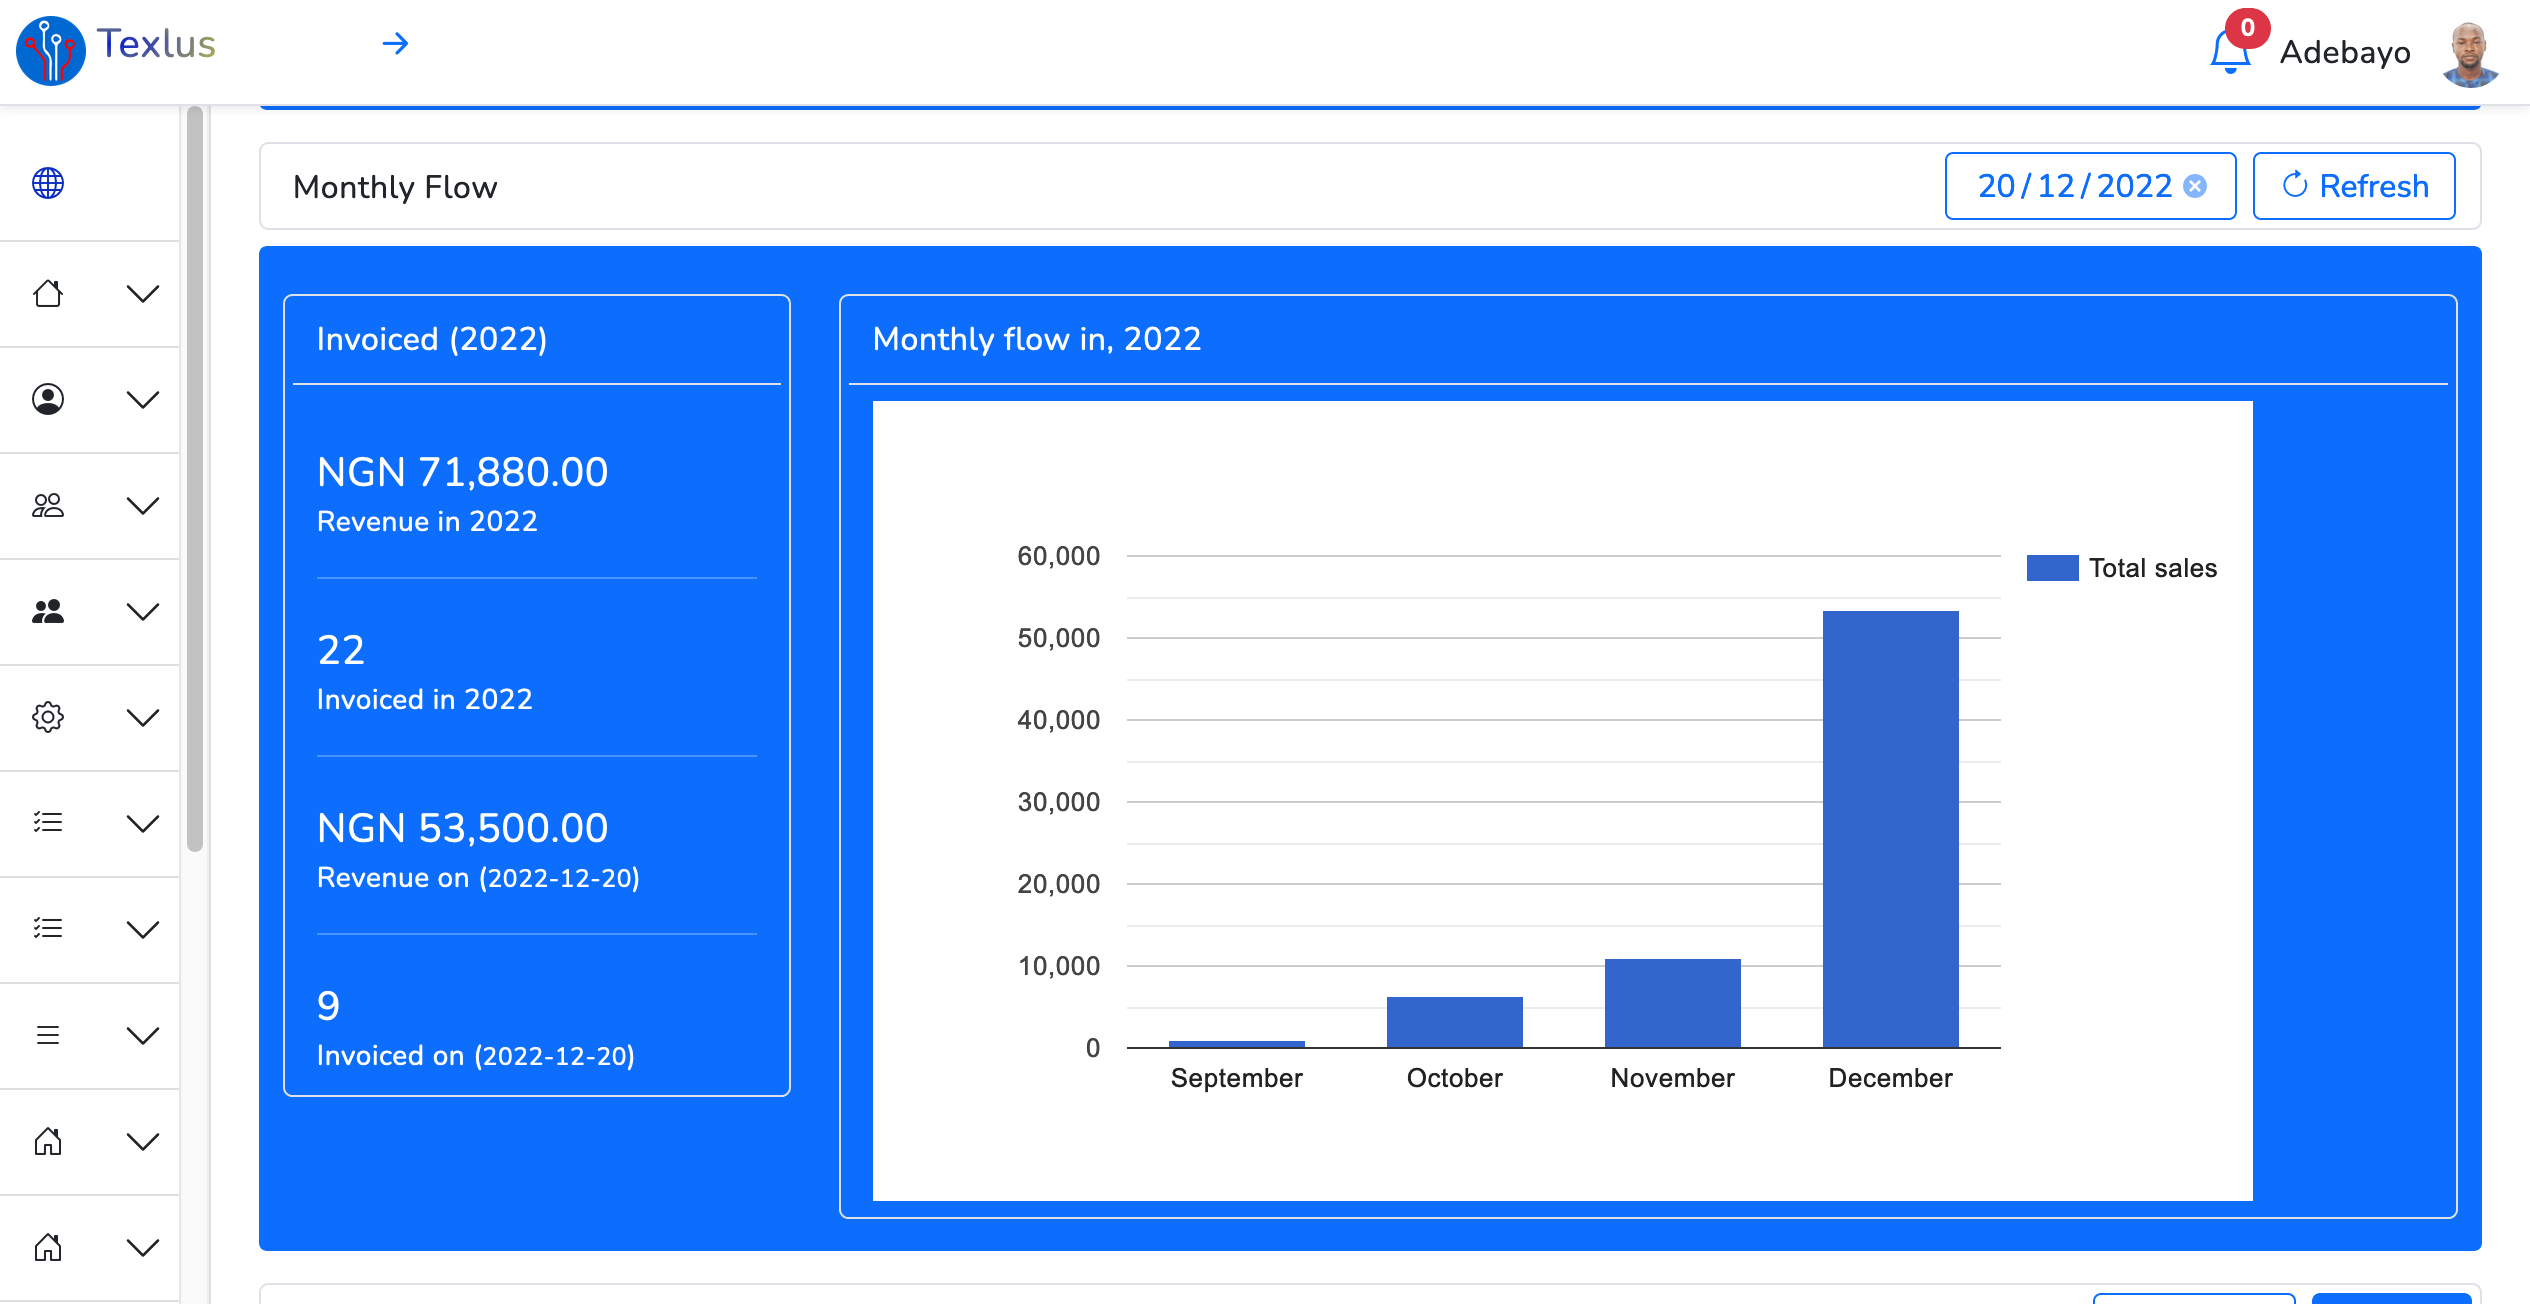 Texlus
0
Adebayo
Monthly Flow
20/12/2022
Refresh
Invoiced (2022)
NGN 71,880.00
Revenue in 2022
22
Invoiced in 2022
NGN 53,500.00
Revenue on (2022-12-20)
9
Invoiced on (2022-12-20)
Monthly flow in, 2022
60,000
50,000
40,000
30,000
20,000
10,000
0
September October November December
Total sales